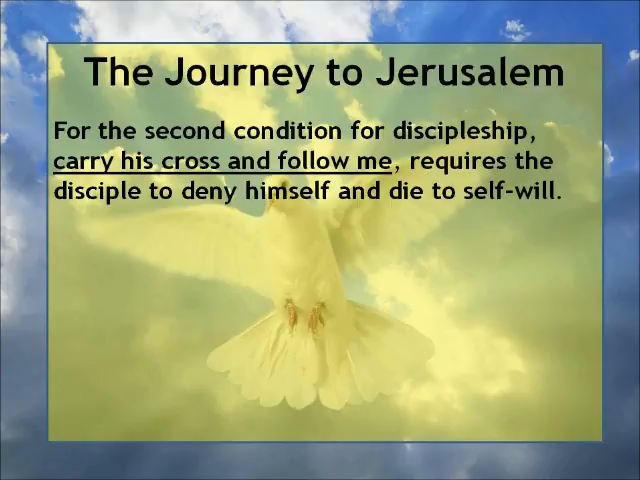 The Journey to Jerusalem
For the second condition for discipleship,
carry his cross and follow me, requires the
disciple to deny himself and die to self-will.